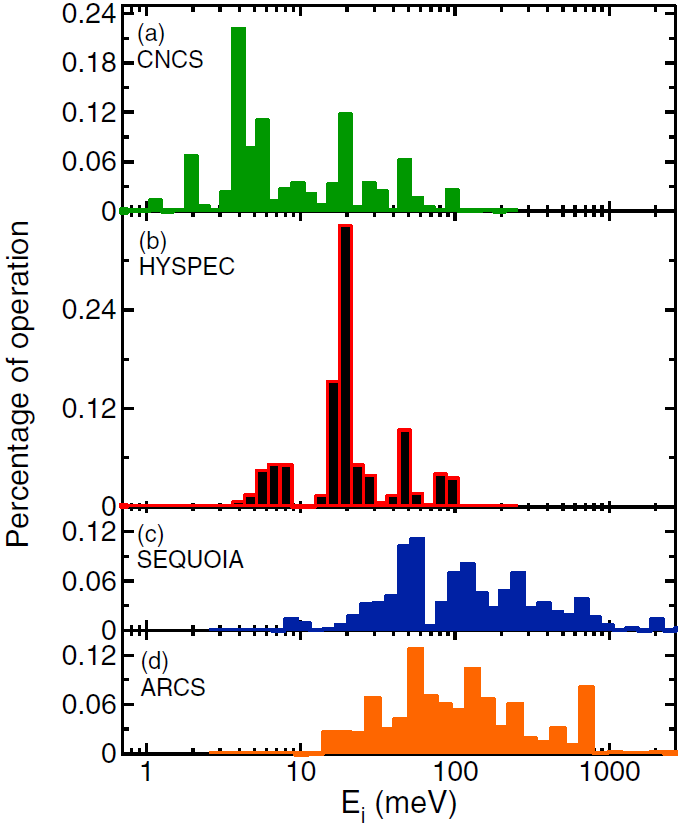 Percentage of operation
0.24
(a)
CNCS
0.18
0.12
0.06
0
(b)
HYSPEC
0.24
0.12
0
(c)
0.12
SEQUOIA
0.06
0
(d)
0.12
ARCS
0.06
0
1 10 100 1000
Ei (meV)